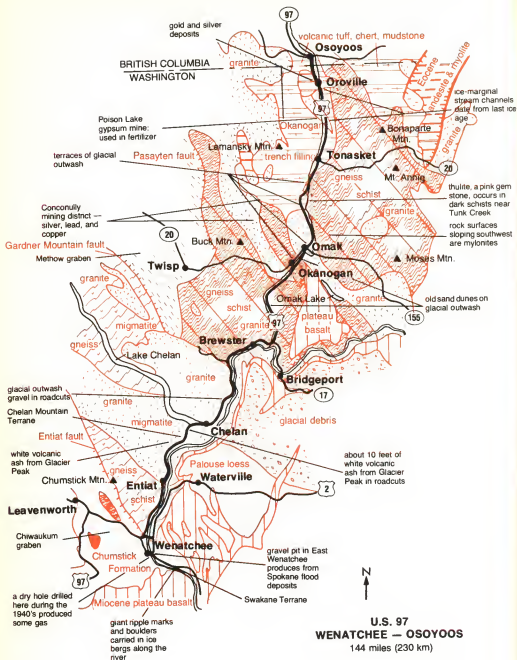 97
gold and silver
deposits
volcanic tuff, chert, mudstone
Osoyoos
BRITISH COLUMBIA
WASHINGTON
granite
Eocene
andesite & rhyolite
granite
Oroville
97
ice-marginal
stream channels
date from last ice
age
Poison Lake
gypsum mine:
used in fertilizer
Okanogan
Bonaparte
Mtn.
Lemansky Mtn.
trench filling
Tonasket
20
terraces of glacial
outwash
Pasayten fault
gneiss
Mt. Annie
schist
thulite, a pink gem
stone, occurs in
dark schists near
Tunk Creek
granite
Conconully
mining district —
silver, lead, and
copper
rock surfaces
sloping southwest
are mylonites
20
Buck Mtn.
Omak
Moses Mtn.
Gardner Mountain fault
Methow graben
Twisp
Okanogan
granite
gneiss
schist
Omak Lake
granite
old sand dunes on
glacial outwash
155
migmatite
granite
97
plateau
basalt
gneiss
Lake Chelan
Brewster
Bridgeport
17
granite
glacial outwash
gravel in roadcuts
granite
glacial debris
Chelan Mountain
Terrane
migmatite
Chelan
Entiat fault
white volcanic
ash from Glacier
Peak
gneiss
Palouse loess
about 10 feet of
white volcanic
ash from Glacier
Peak in roadcuts
Chumstick Mtn.
Entiat
Waterville
2
schist
Leavenworth
Chiwaukum
graben
Wenatchee
Chumstick
Formation
97
gravel pit in East
Wenatchee
produces from
Spokane flood
deposits
N
a dry hole drilled
here during the
1940's produced
some gas
Swakane Terrane
Miocene plateau basalt
giant ripple marks
and boulders
carried in ice
bergs along the
river
U.S. 97
WENATCHEE — OSOYOOS
144 miles (230 km)